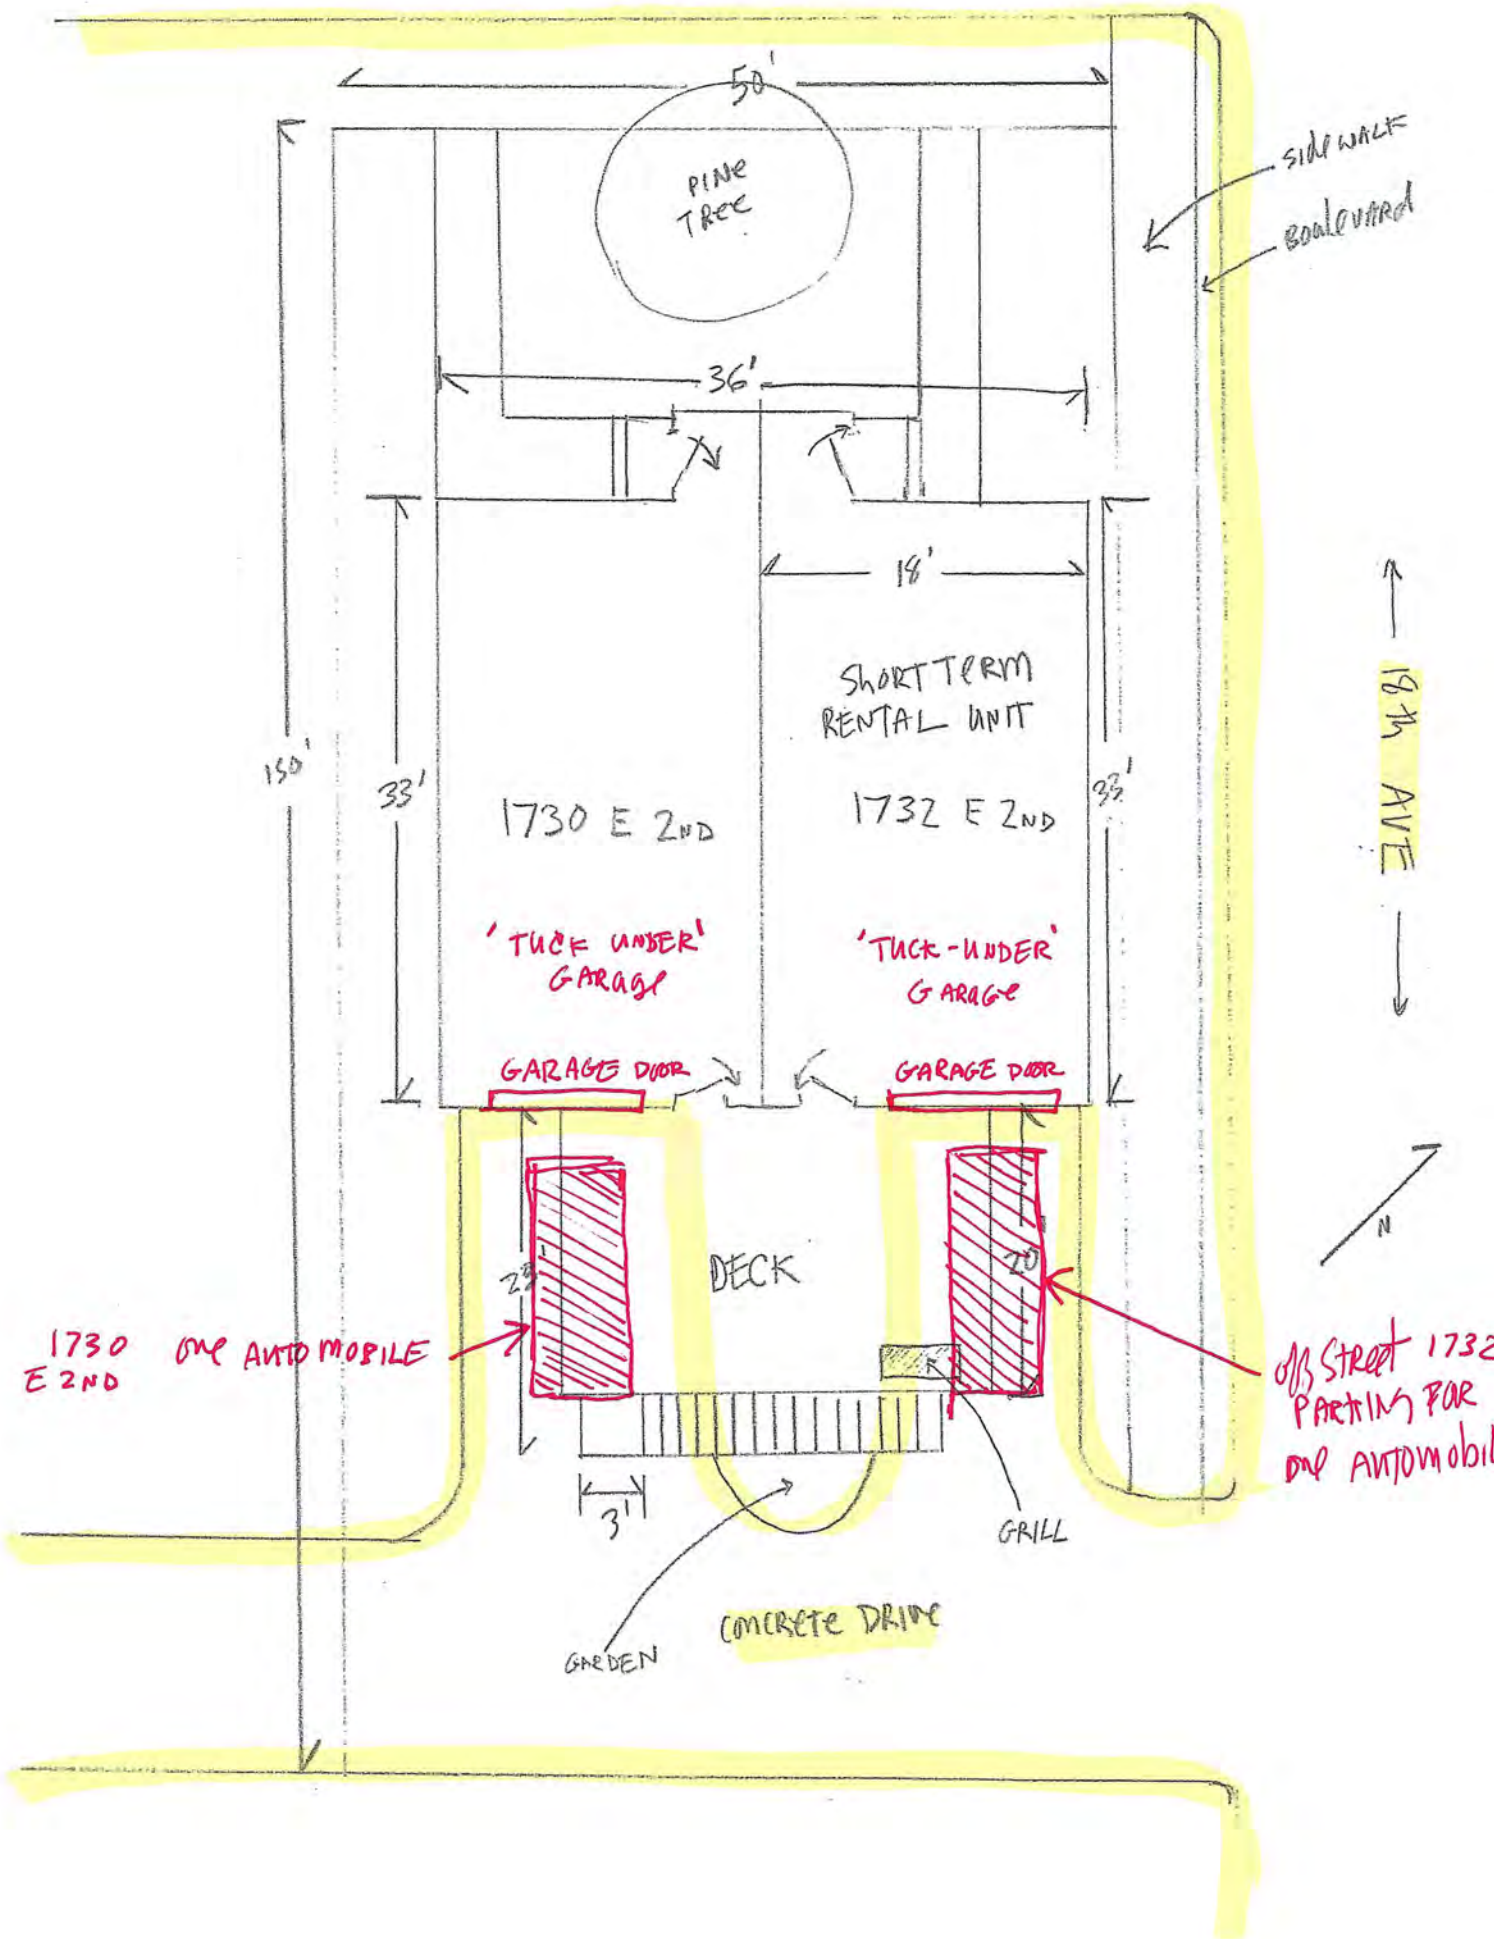 50'
PINE
TREE
SIDEWALK
BOULEVARD
36'
18'
SHORT TERM
RENTAL UNIT
18th AVE
150'
33'
33'
1730 E 2ND
1732 E 2ND
'TUCK UNDER'
GARAGE
'TUCK-UNDER'
GARAGE
GARAGE DOOR
GARAGE DOOR
N
DECK
20'
1730
E 2ND
one AUTOMOBILE
off Street 1732
PARKING FOR
one AUTOMOBIL
3'
GRILL
GARDEN
CONCRETE DRIVE